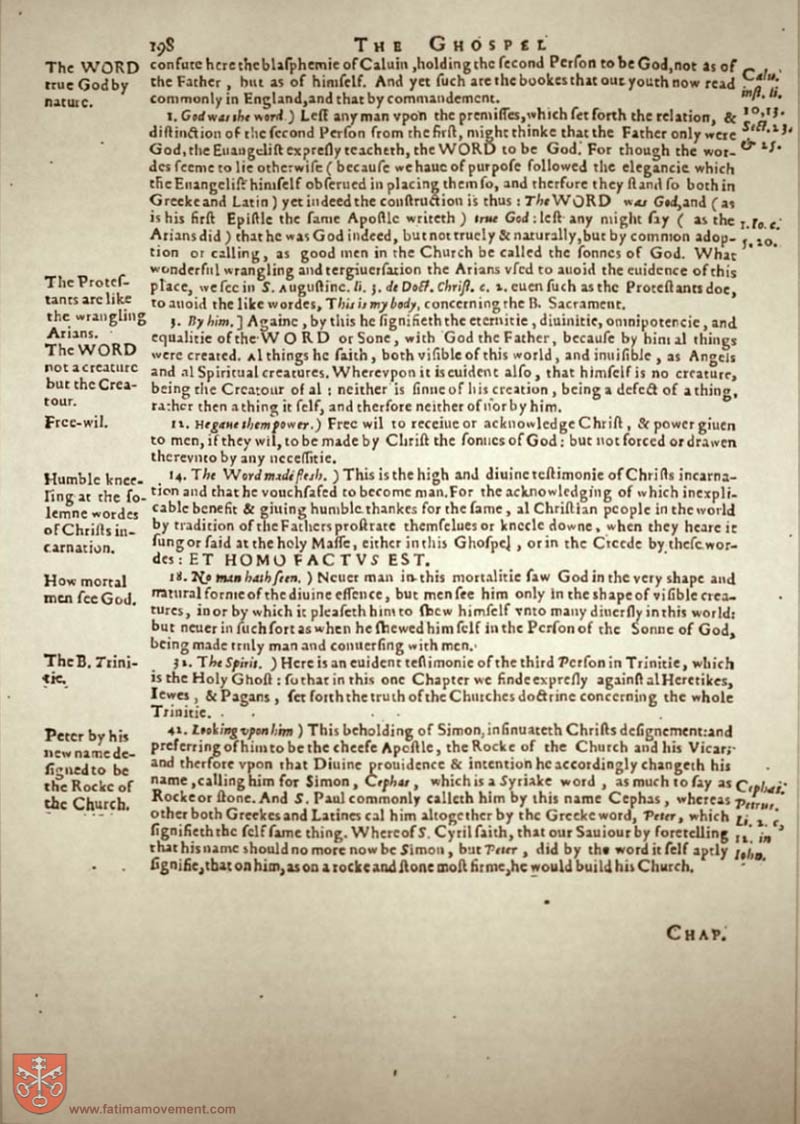 198
THE GHOSPEL
The WORD
true God by
nature.
confute here the blaſphemie of Caluin, holding the ſecond Perſon to be God, not as of
the Father, but as of himſelf. And yet ſuch are the bookes that our youth now read
commonly in England, and that by commandement.
Calu.
inſt. li.
1. God was the word.) Leſt any man vpon the premiſſes, which ſet forth the relation, &
diſtinction of the ſecond Perſon from the firſt, might thinke that the Father only were
God, the Euangeliſt expreſly teacheth, the WORD to be God. For though the wor-
des ſeeme to lie otherwiſe (becauſe we haue of purpoſe followed the elegancie which
the Euangeliſt himſelf obſerued in placing them ſo, and therfore they ſtand ſo both in
Greeke and Latin) yet indeed the conſtruction is thus: The WORD was God, and (as
is his firſt Epiſtle the ſame Apoſtle writeth) true God: left any might ſay (as the
Arians did) that he was God indeed, but not truely & naturally, but by common adop-
tion or calling, as good men in the Church be called the ſonnes of God. What
wonderful wrangling and tergiuerſation the Arians vſed to auoid the euidence of this
place, we ſee in S. Auguſtine. li. 3. de Doct. Chriſt. c. 2. euen ſuch as the Proteſtants doe,
to auoid the like wordes, This is my body, concerning the B. Sacrament.
10, 13.
Sect. 23.
& 25.
1. Io. c.
5. 20.
The Proteſ-
tants are like
the wrangling
Arians.
The WORD
not a creature
but the Crea-
tour.
3. By him.] Againe, by this he ſignifieth the eternitie, diuinitie, omnipotencie, and
equalitie of the WORD or Sone, with God the Father, becauſe by him al things
were created. Al things he ſaith, both viſible of this world, and inuiſible, as Angels
and al Spiritual creatures. Wherevpon it is euident alſo, that himſelf is no creature,
being the Creatour of al: neither is ſinne of his creation, being a defect of a thing,
rather then a thing it ſelf, and therfore neither of nor by him.
Free-wil.
12. He gaue them power.) Free wil to receiue or acknowledge Chriſt, & power giuen
to men, if they wil, to be made by Chriſt the ſonnes of God: but not forced or drawen
therevnto by any neceſſitie.
Humble knee-
ling at the ſo-
lemne wordes
of Chriſts in-
carnation.
14. The Word made flesh.) This is the high and diuine teſtimonie of Chriſts incarna-
tion and that he vouchſafed to become man. For the acknowledging of which inexpli-
cable benefit & giuing humble thankes for the ſame, al Chriſtian people in the world
by tradition of the Fathers proſtrate themſelues or kneele downe, when they heare it
ſung or ſaid at the holy Maſſe, either in this Ghoſpel, or in the Creede by theſe wor-
des: ET HOMO FACTVS EST.
How mortal
men ſee God.
18. No man hath ſeen.) Neuer man in this mortalitie ſaw God in the very shape and
natural forme of the diuine eſſence, but men ſee him only in the shape of viſible crea-
tures, in or by which it pleaſeth him to shew himſelf vnto many diuerſly in this world:
but neuer in ſuch ſort as when he shewed himſelf in the Perſon of the Sonne of God,
being made truly man and conuerſing with men.
The B. Trini-
tie.
32. The Spirit.) Here is an euident teſtimonie of the third Perſon in Trinitie, which
is the Holy Ghoſt: ſo that in this one Chapter we finde expreſly againſt al Heretikes,
Iewes, & Pagans, ſet forth the truth of the Churches doctrine concerning the whole
Trinitie.
Peter by his
new name de-
ſigned to be
the Rocke of
the Church.
42. Looking vpon him) This beholding of Simon, inſinuateth Chriſts deſignement: and
preferring of him to be the cheefe Apoſtle, the Rocke of the Church and his Vicar;
and therfore vpon that Diuine prouidence & intention he accordingly changeth his
name, calling him for Simon, Cephas, which is a Syriake word, as much to ſay as
Rocke or ſtone. And S. Paul commonly calleth him by this name Cephas, whereas
other both Greekes and Latines cal him altogether by the Greeke word, Peter, which
ſignifieth the ſelf ſame thing. Whereof S. Cyril ſaith, that our Sauiour by foretelling
that his name should no more now be Simon, but Peter, did by the word it ſelf aptly
ſignifie, that on him, as on a rocke and ſtone moſt firme, he would build his Church.
Cephas.
Petrus.
Li. 2. c,
12. in
Iohn.
CHAP.
www.fatimamovement.com